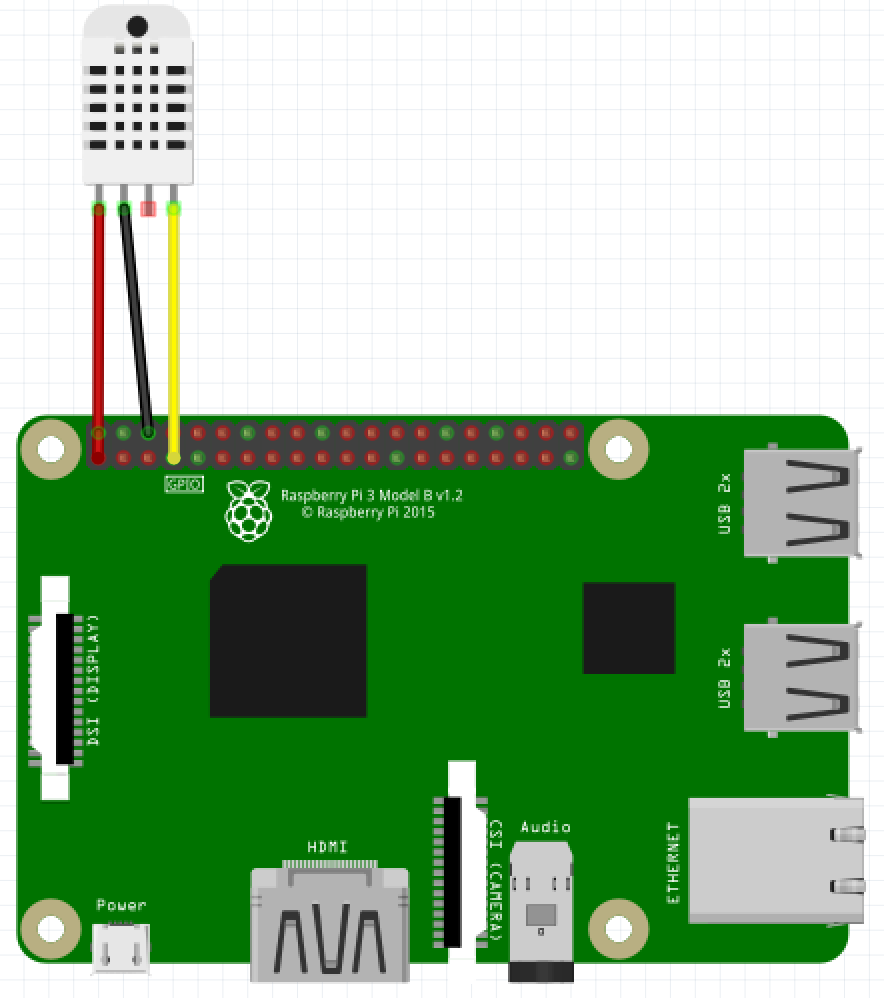 GPIO
Raspberry Pi 3 Model B v1.2
© Raspberry Pi 2015
USB 2x
DSI (DISPLAY)
USB 2x
HDMI
CSI (CAMERA)
Audio
ETHERNET
Power